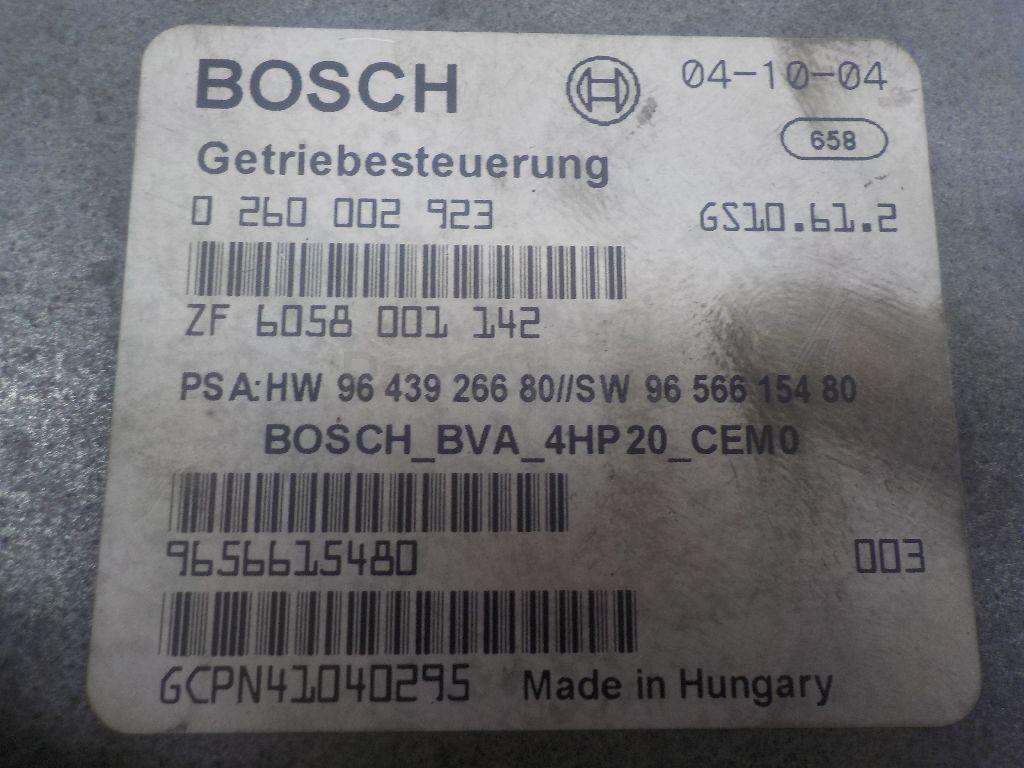 BOSCH 04-10-04
658
Getriebesteuerung
0 260 002 923 GS10.61.2
ZF 6058 001 142
PSA:HW 96 439 266 80//SW 96 566 154 80
BOSCH_BVA_4HP20_CEM0
9656615480 003
GCPN41040295 Made in Hungary